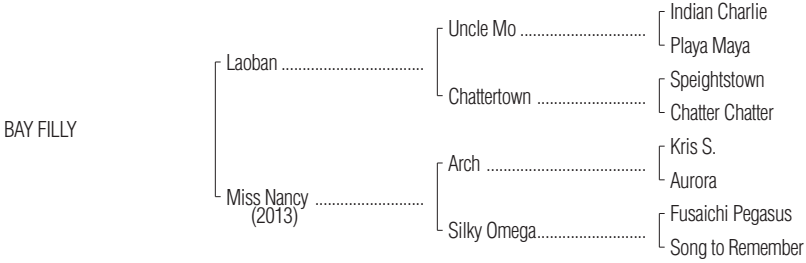 Indian Charlie
Uncle Mo ..............................
Playa Maya
Laoban ..................................
Speightstown
Chattertown ..........................
Chatter Chatter
BAY FILLY
Kris S.
Arch ......................................
Aurora
Miss Nancy ..........................
(2013)
Fusaichi Pegasus
Silky Omega..........................
Song to Remember